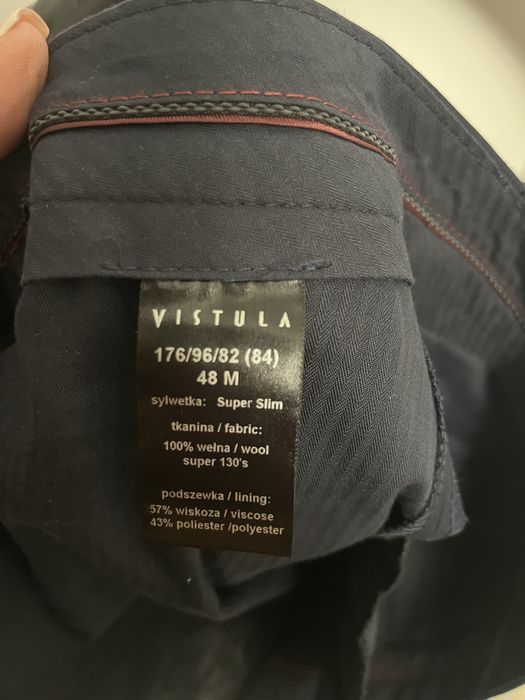 VISTULA
176/96/82 (84)
48 M
sylwetka: Super Slim
tkanina / fabric:
100% wełna / wool
super 130's
podszewka / lining:
57% wiskoza / viscose
43% poliester /polyester